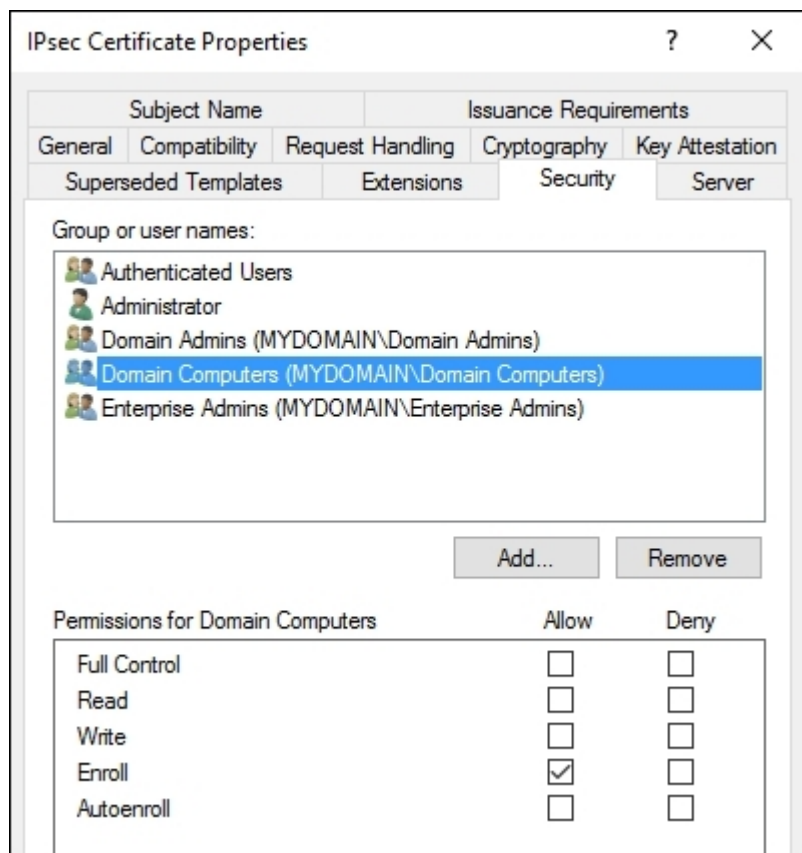 IPsec Certificate Properties ? X
Subject Name Issuance Requirements
General Compatibility Request Handling Cryptography Key Attestation
Superseded Templates Extensions Security Server
Group or user names:
Authenticated Users
Administrator
Domain Admins (MYDOMAIN\Domain Admins)
Domain Computers (MYDOMAIN\Domain Computers)
Enterprise Admins (MYDOMAIN\Enterprise Admins)
Add... Remove
Permissions for Domain Computers Allow Deny
Full Control
Read
Write
Enroll
Autoenroll